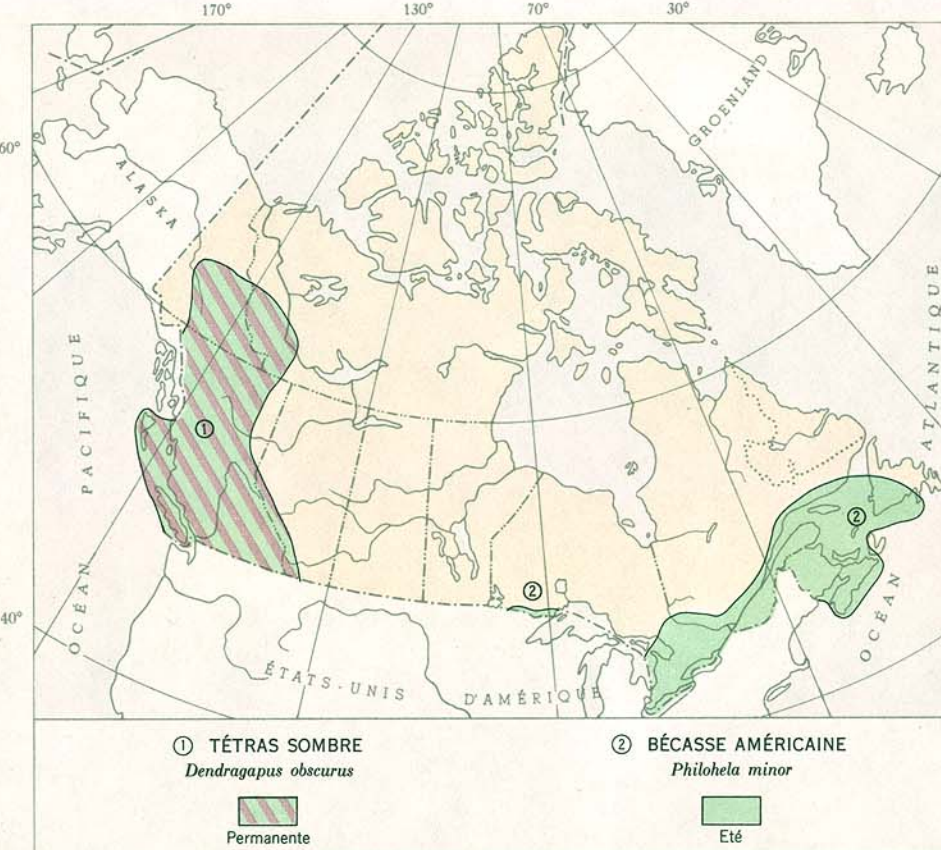 170° 130° 70° 30°
60°
40°
ALASKA
GROENLAND
OCÉAN PACIFIQUE
OCÉAN ATLANTIQUE
①
②
②
ÉTATS-UNIS D'AMÉRIQUE
① TÉTRAS SOMBRE
Dendragapus obscurus
Permanente
② BÉCASSE AMÉRICAINE
Philohela minor
Eté